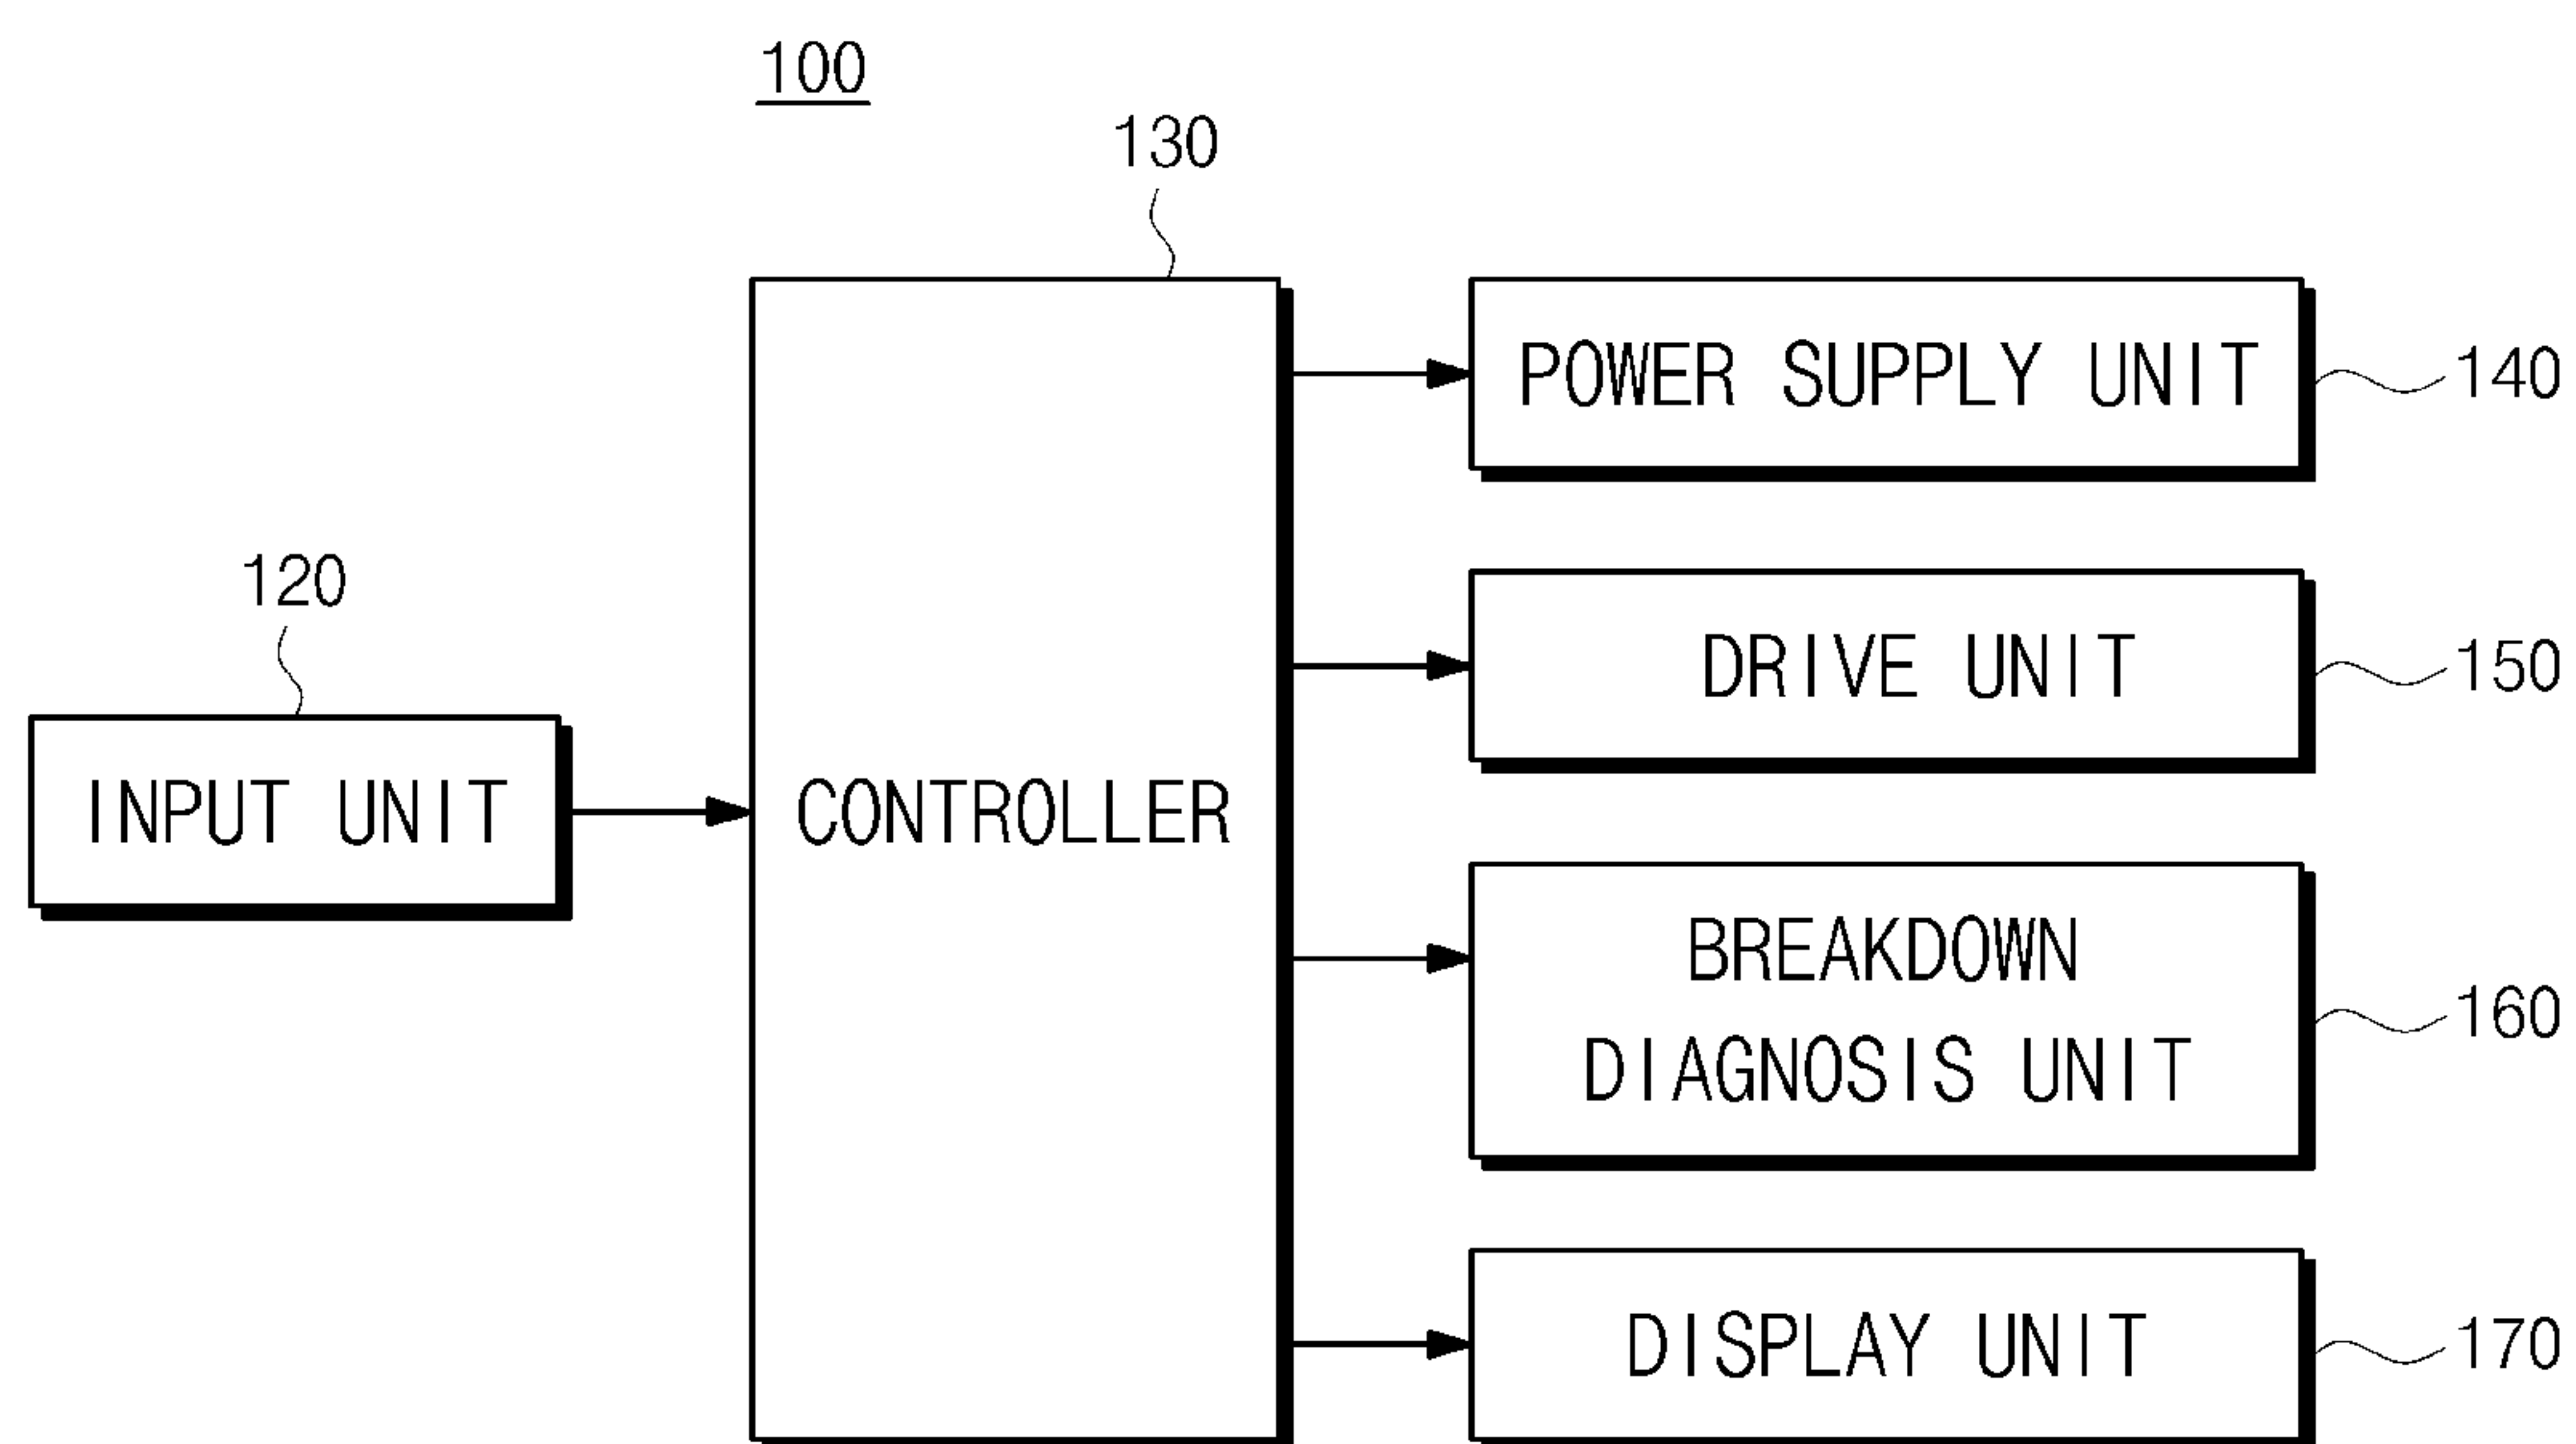 100
130
POWER SUPPLY UNIT
140
120
DRIVE UNIT
150
INPUT UNIT
CONTROLLER
BREAKDOWN
DIAGNOSIS UNIT
160
DISPLAY UNIT
170